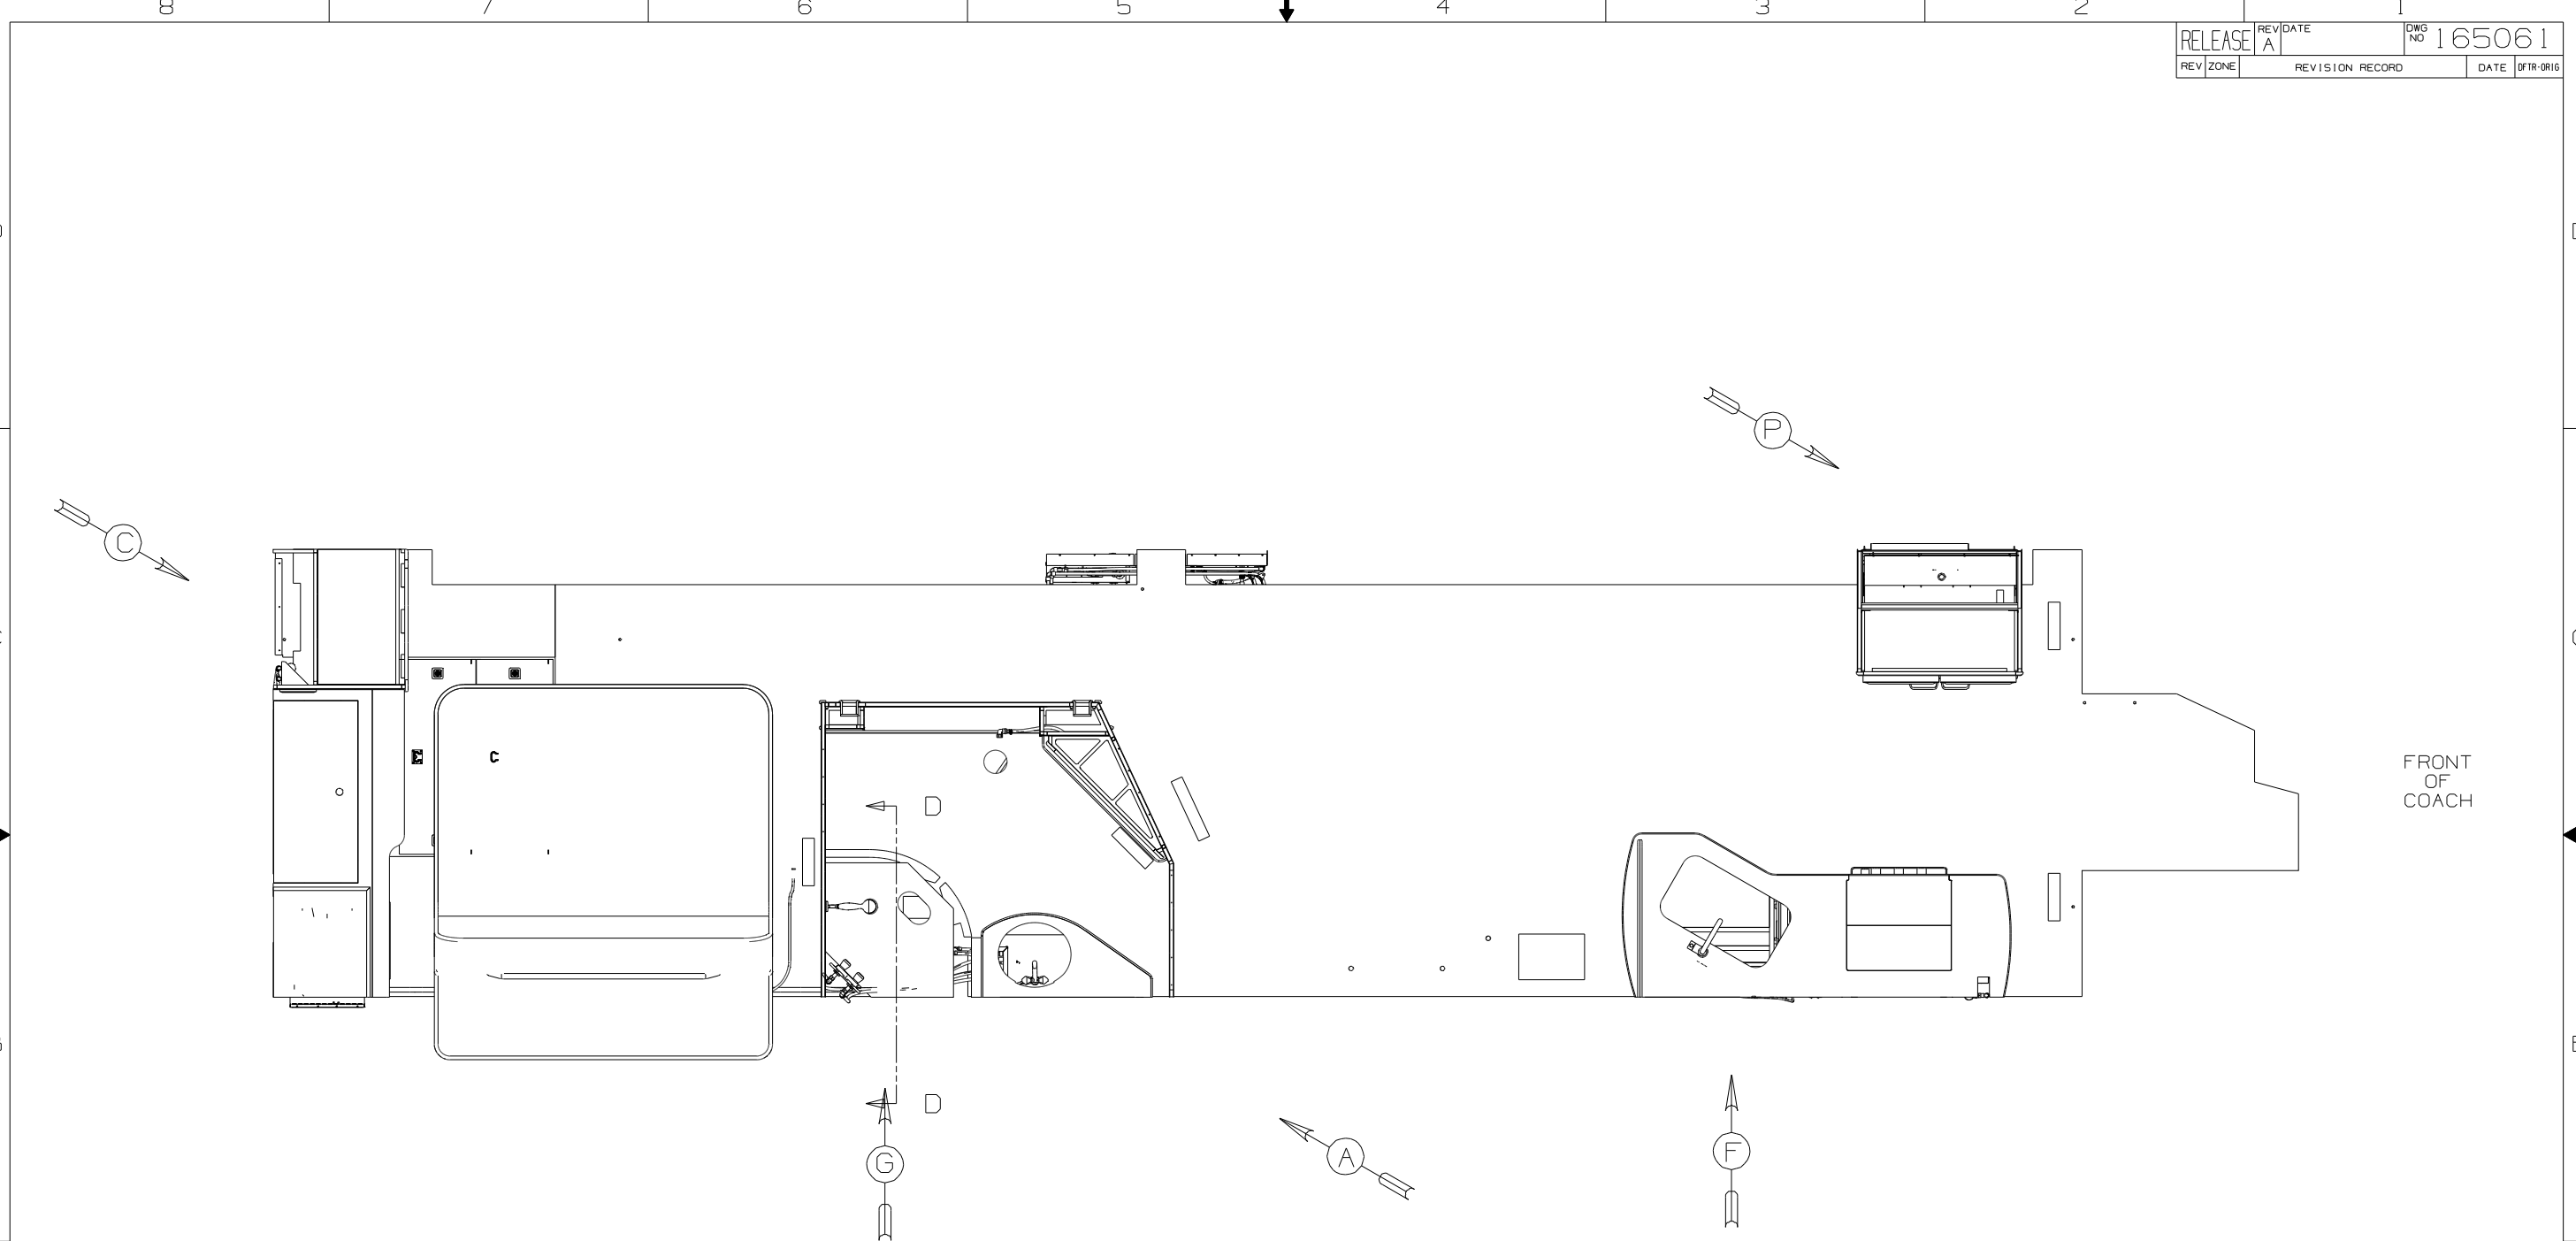 8 7 6 5 4 3 2 1
RELEASE REV A DATE DWG NO 165061
REV ZONE REVISION RECORD DATE DFTR-ORIG
P
C
FRONT
OF
COACH
D
D
G
A
F